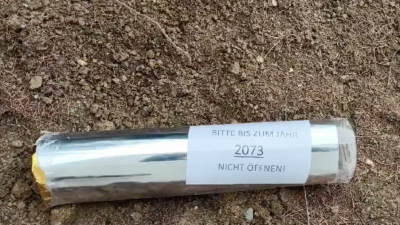 BITTE BIS ZUM JAHR
2073
NICHT ÖFFNEN!